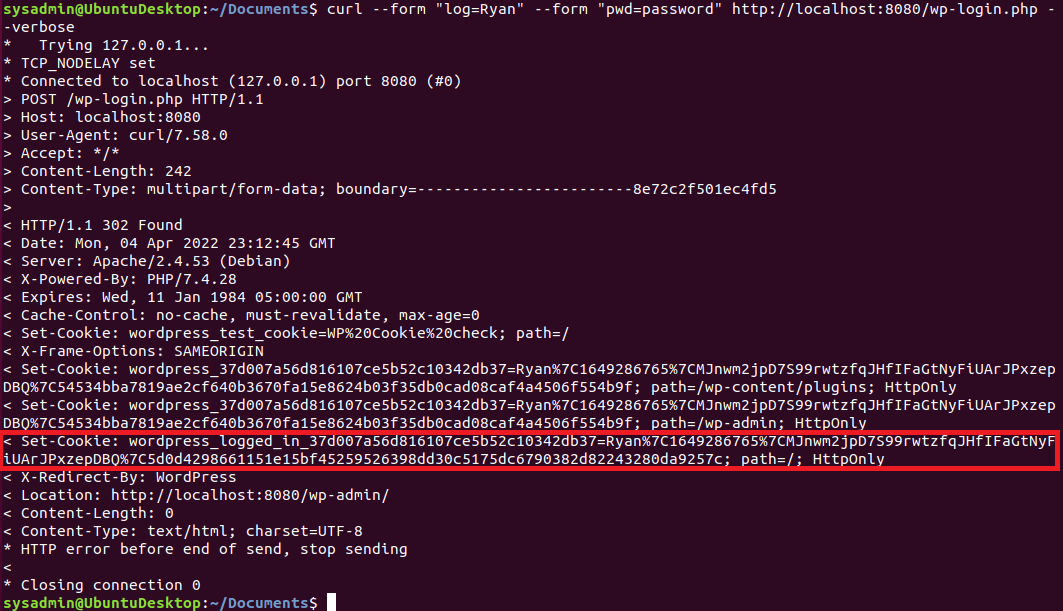 sysadmin@UbuntuDesktop:~/Documents$ curl --form "log=Ryan" --form "pwd=password" http://localhost:8080/wp-login.php -
-verbose
*   Trying 127.0.0.1...
* TCP_NODELAY set
* Connected to localhost (127.0.0.1) port 8080 (#0)
> POST /wp-login.php HTTP/1.1
> Host: localhost:8080
> User-Agent: curl/7.58.0
> Accept: */*
> Content-Length: 242
> Content-Type: multipart/form-data; boundary=------------------------8e72c2f501ec4fd5
>
< HTTP/1.1 302 Found
< Date: Mon, 04 Apr 2022 23:12:45 GMT
< Server: Apache/2.4.53 (Debian)
< X-Powered-By: PHP/7.4.28
< Expires: Wed, 11 Jan 1984 05:00:00 GMT
< Cache-Control: no-cache, must-revalidate, max-age=0
< Set-Cookie: wordpress_test_cookie=WP%20Cookie%20check; path=/
< X-Frame-Options: SAMEORIGIN
< Set-Cookie: wordpress_37d007a56d816107ce5b52c10342db37=Ryan%7C1649286765%7CMJnwm2jpD7S99rwtzfqJHfIFaGtNyFiUArJPxzep
DBQ%7C54534bba7819ae2cf640b3670fa15e8624b03f35db0cad08caf4a4506f554b9f; path=/wp-content/plugins; HttpOnly
< Set-Cookie: wordpress_37d007a56d816107ce5b52c10342db37=Ryan%7C1649286765%7CMJnwm2jpD7S99rwtzfqJHfIFaGtNyFiUArJPxzep
DBQ%7C54534bba7819ae2cf640b3670fa15e8624b03f35db0cad08caf4a4506f554b9f; path=/wp-admin; HttpOnly
< Set-Cookie: wordpress_logged_in_37d007a56d816107ce5b52c10342db37=Ryan%7C1649286765%7CMJnwm2jpD7S99rwtzfqJHfIFaGtNyF
iUArJPxzepDBQ%7C5d0d4298661151e15bf45259526398dd30c5175dc6790382d82243280da9257c; path=/; HttpOnly
< X-Redirect-By: WordPress
< Location: http://localhost:8080/wp-admin/
< Content-Length: 0
< Content-Type: text/html; charset=UTF-8
* HTTP error before end of send, stop sending
<
* Closing connection 0
sysadmin@UbuntuDesktop:~/Documents$